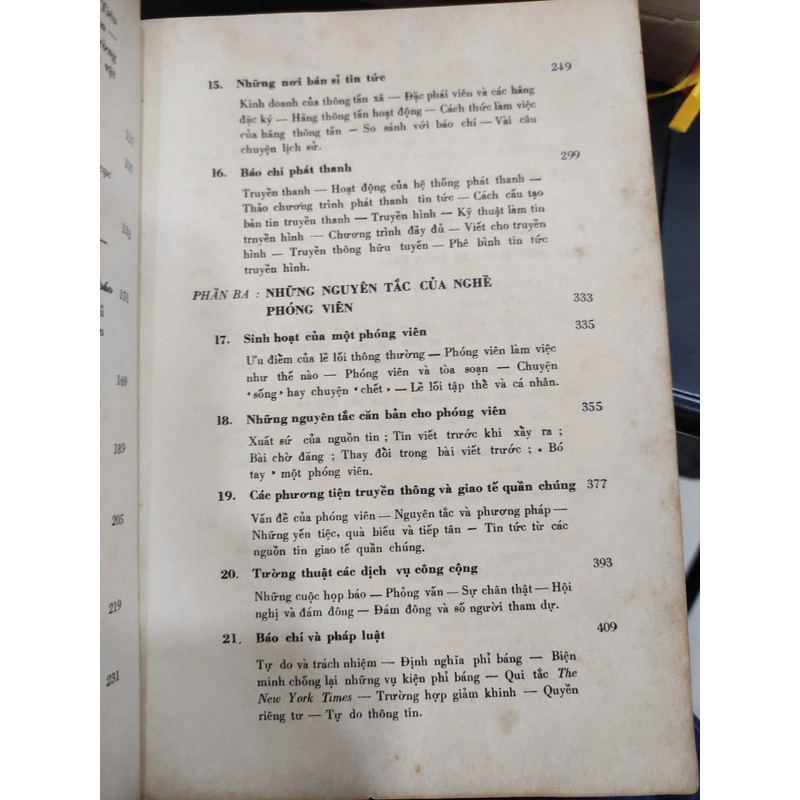 15. Những nơi bán sỉ tin tức 249
Kinh doanh của thông tấn xã — Đặc phái viên và các hãng
đặc ký — Hãng thông tấn hoạt động — Cách thức làm việc
của hãng thông tấn — So sánh với báo chí — Vài câu
chuyện lịch sử.
16. Báo chí phát thanh 299
Truyền thanh — Hoạt động của hệ thống phát thanh —
Thảo chương trình phát thanh tin tức — Cách cấu tạo
bản tin truyền thanh — Truyền hình — Kỹ thuật làm tin
trnyền hình — Chương trình đầy đủ — Viết cho truyền
hình — Truyền thông hữu tuyến — Phê bình tin tức
truyền hình.
PHẦN BA : NHỮNG NGUYÊN TẮC CỦA NGHỀ
PHÓNG VIÊN 333
17. Sinh hoạt của một phóng viên 335
Ưu điểm của lề lối thông thường — Phóng viên làm việc
như thế nào — Phóng viên và tòa soạn — Chuyện
‹sống› hay chuyện ‹chết› — Lề lối tập thể và cá nhân.
18. Những nguyên tắc căn bản cho phóng viên 355
Xuất sứ của nguồn tin ; Tin viết trước khi xảy ra ;
Bài chờ đăng ; Thay đổi trong bài viết trước ; ‹ Bó
tay › một phóng viên.
19. Các phương tiện truyền thông và giao tế quần chúng 377
Vấn đề của phóng viên — Nguyên tắc và phương pháp —
Những yến tiệc, quà biếu và tiếp tân — Tin tức từ các
nguồn tin giao tế quần chúng.
20. Tường thuật các dịch vụ công cộng 393
Những cuộc họp báo — Phỏng vấn — Sự chân thật — Hội
nghị và đám đông — Đám đông và số người tham dự.
21. Báo chí và pháp luật 409
Tự do và trách nhiệm — Định nghĩa phỉ báng — Biện
minh chống lại những vụ kiện phỉ báng — Qui tắc The
New York Times — Trường hợp giảm khinh — Quyền
riêng tư — Tự do thông tin.
151
169
189
205
219
231